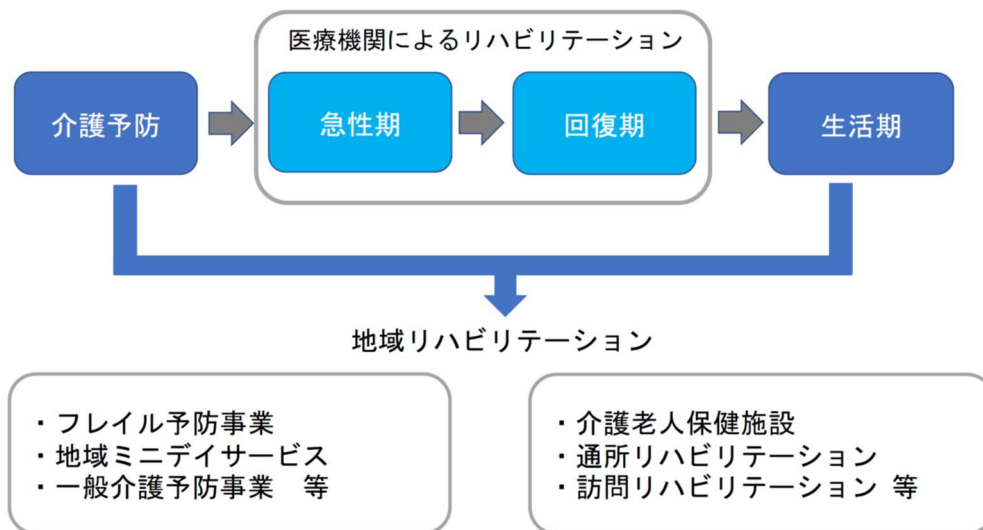 医療機関によるリハビリテーション
介護予防
急性期
回復期
生活期
地域リハビリテーション
・フレイル予防事業
・地域ミニデイサービス
・一般介護予防事業　等
・介護老人保健施設
・通所リハビリテーション
・訪問リハビリテーション 等